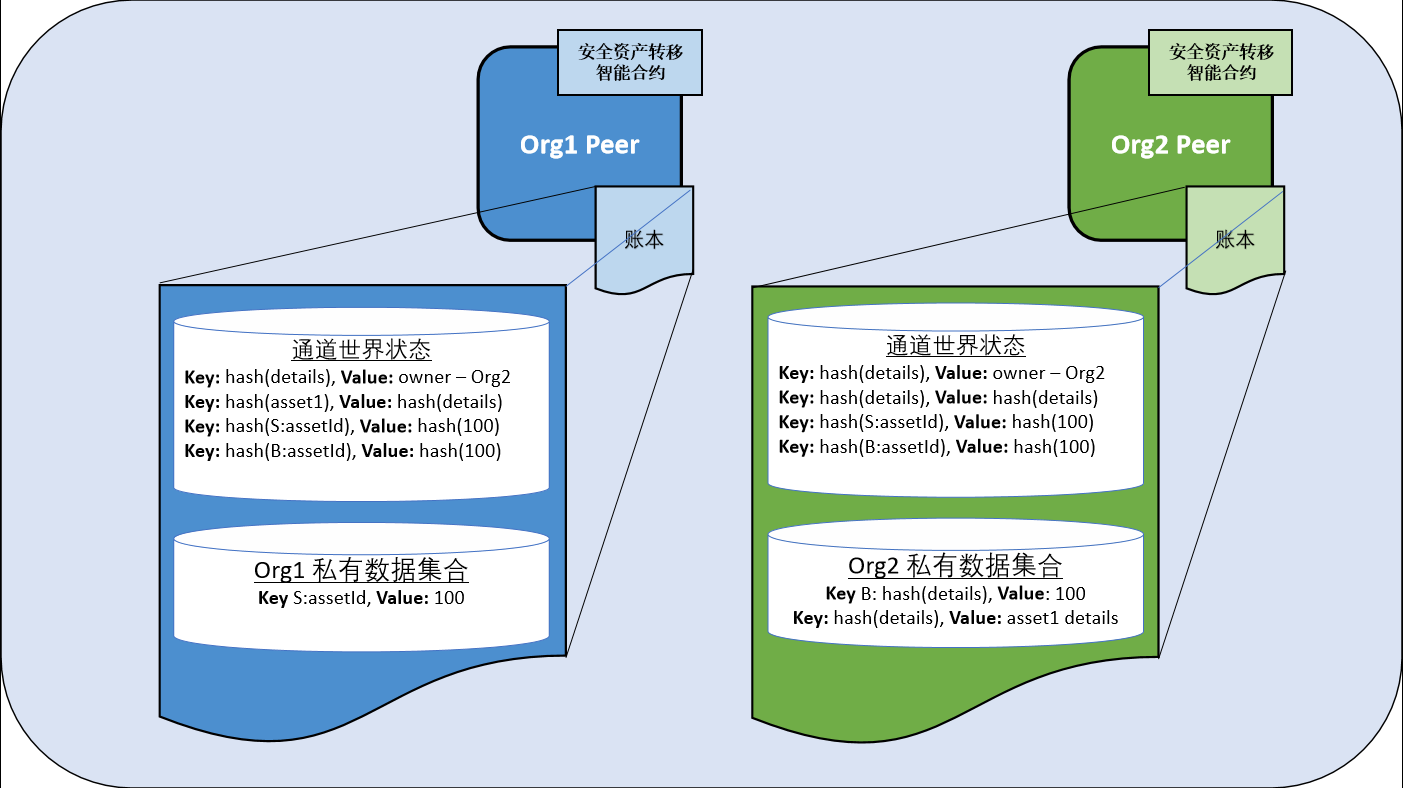 安全资产转移
智能合约
Org1 Peer
账本
通道世界状态
Key: hash(details), Value: owner – Org2
Key: hash(asset1), Value: hash(details)
Key: hash(S:assetId), Value: hash(100)
Key: hash(B:assetId), Value: hash(100)
Org1 私有数据集合
Key S:assetId, Value: 100
安全资产转移
智能合约
Org2 Peer
账本
通道世界状态
Key: hash(details), Value: owner – Org2
Key: hash(details), Value: hash(details)
Key: hash(S:assetId), Value: hash(100)
Key: hash(B:assetId), Value: hash(100)
Org2 私有数据集合
Key B: hash(details), Value: 100
Key: hash(details), Value: asset1 details